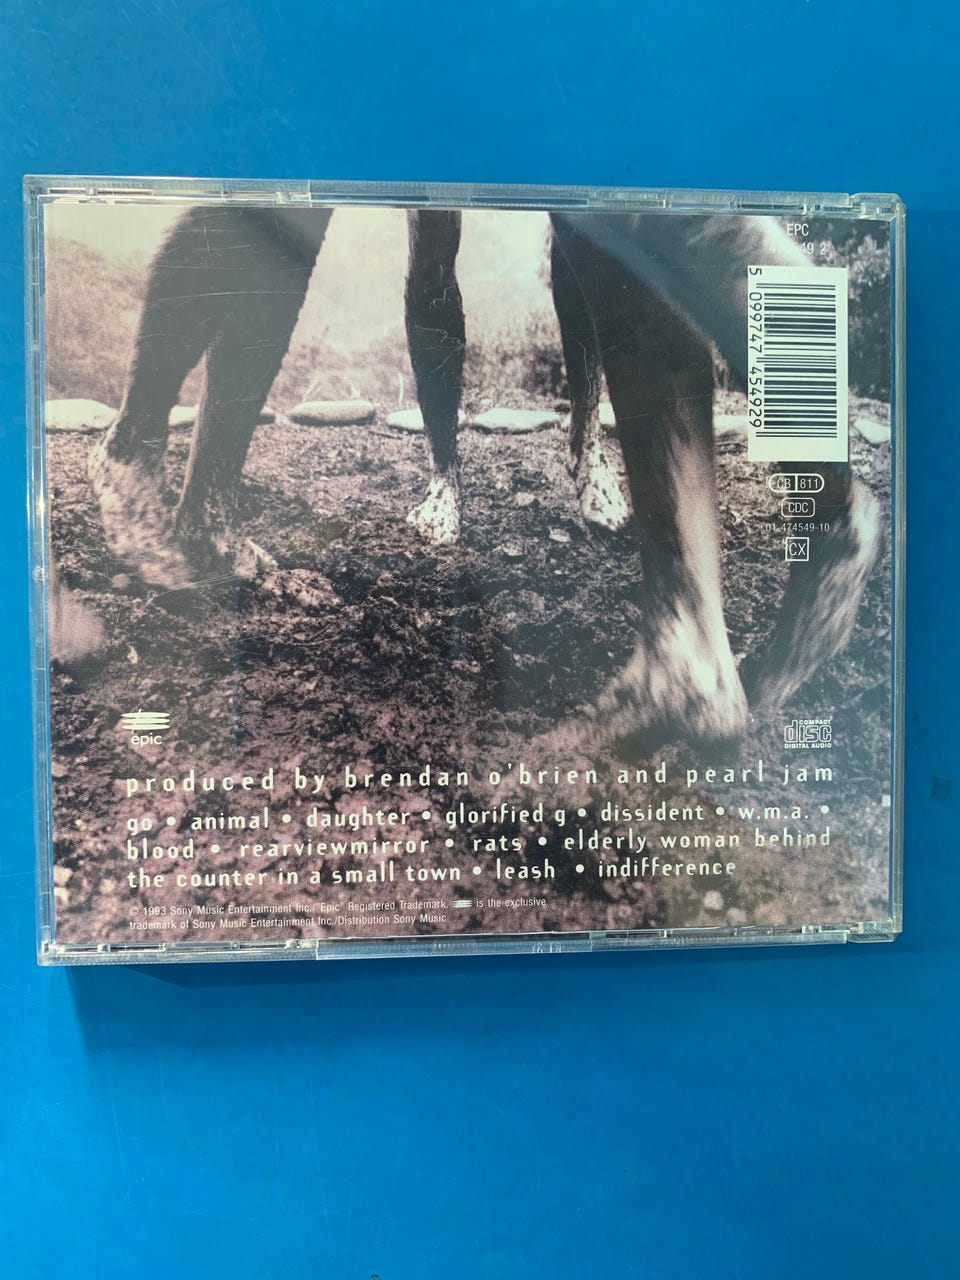 EPC
549 2
5 099747 454929
CB 811
CDC
01-474549-10
CX
epic
COMPACT
disc
DIGITAL AUDIO
produced by brendan o'brien and pearl jam
go • animal • daughter • glorified g • dissident • w.m.a. •
blood • rearviewmirror • rats • elderly woman behind
the counter in a small town • leash • indifference
© 1993 Sony Music Entertainment Inc./"Epic" Registered Trademark. is the exclusive
trademark of Sony Music Entertainment Inc./Distribution Sony Music